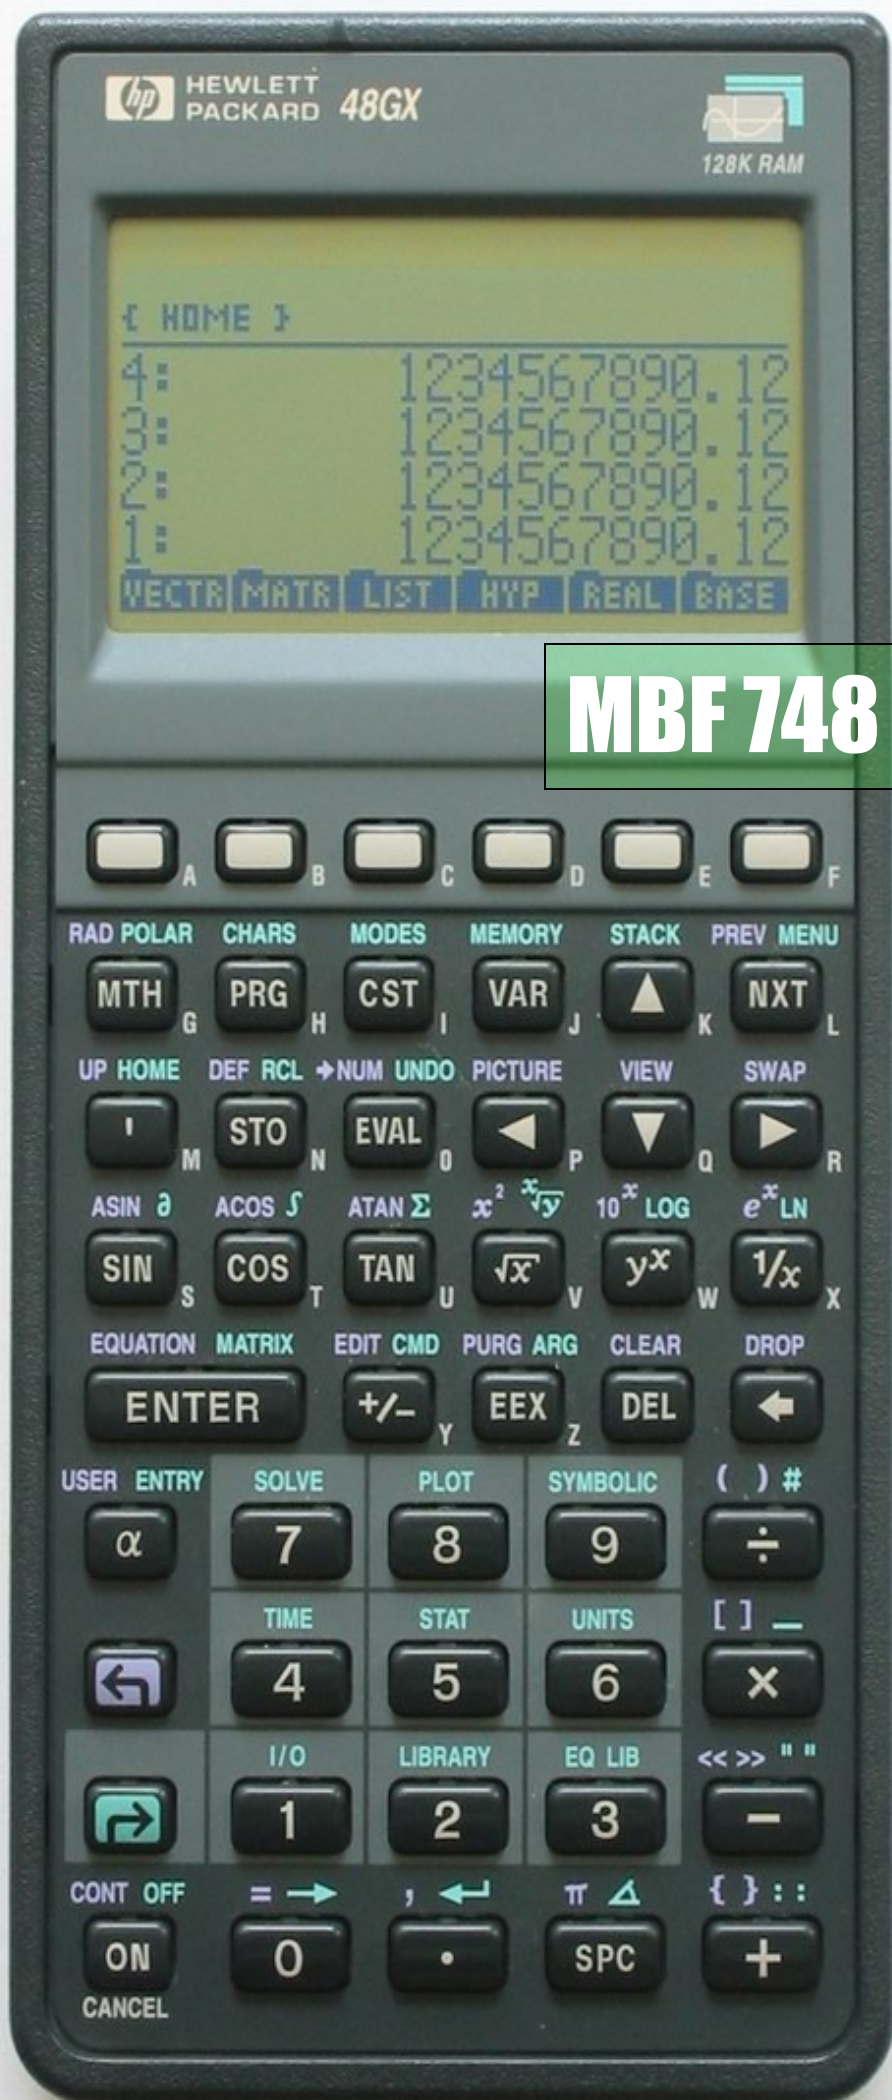 hp HEWLETT PACKARD 48GX
128K RAM
{ HOME }
4: 1234567890.12
3: 1234567890.12
2: 1234567890.12
1: 1234567890.12
VECTR MATR LIST HYP REAL BASE
MBF 748
A B C D E F
RAD POLAR CHARS MODES MEMORY STACK PREV MENU
MTH G PRG H CST I VAR J ▲ K NXT L
UP HOME DEF RCL →NUM UNDO PICTURE VIEW SWAP
' M STO N EVAL O ◀ P ▼ Q ▶ R
ASIN ∂ ACOS ∫ ATAN Σ x² ˣ√y 10ˣ LOG eˣ LN
SIN S COS T TAN U √x V yˣ W 1/x X
EQUATION MATRIX EDIT CMD PURG ARG CLEAR DROP
ENTER +/− Y EEX Z DEL ←
USER ENTRY SOLVE PLOT SYMBOLIC ( ) #
α 7 8 9 ÷
TIME STAT UNITS [ ] _
4 5 6 ×
I/O LIBRARY EQ LIB << >> " "
1 2 3 −
CONT OFF = → , ↵ π ∡ { } : :
ON 0 . SPC +
CANCEL